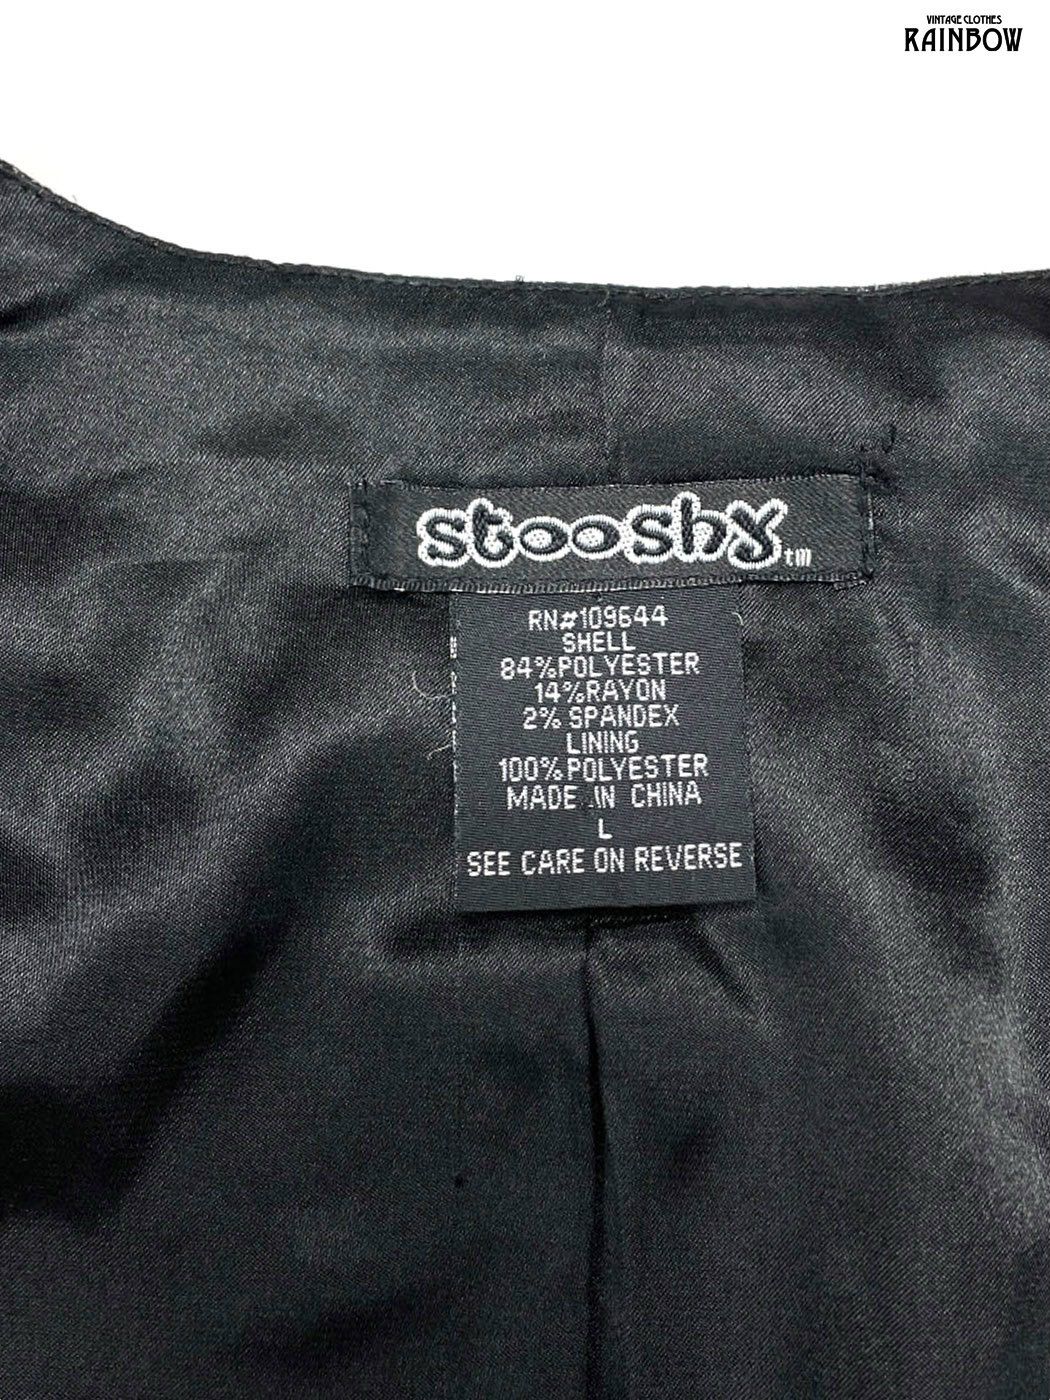 VINTAGE CLOTHES
RAINBOW
stooshy tm
RN#109644
SHELL
84%POLYESTER
14%RAYON
2% SPANDEX
LINING
100%POLYESTER
MADE IN CHINA
L
SEE CARE ON REVERSE